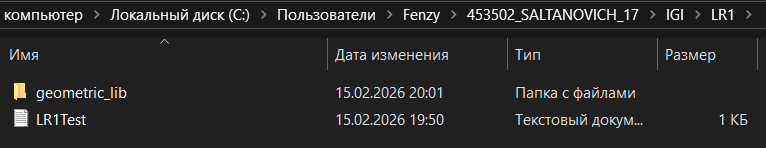 компьютер > Локальный диск (C:) > Пользователи > Fenzy > 453502_SALTANOVICH_17 > IGI > LR1 >
Имя Дата изменения Тип Размер
geometric_lib 15.02.2026 20:01 Папка с файлами
LR1Test 15.02.2026 19:50 Текстовый докум... 1 КБ